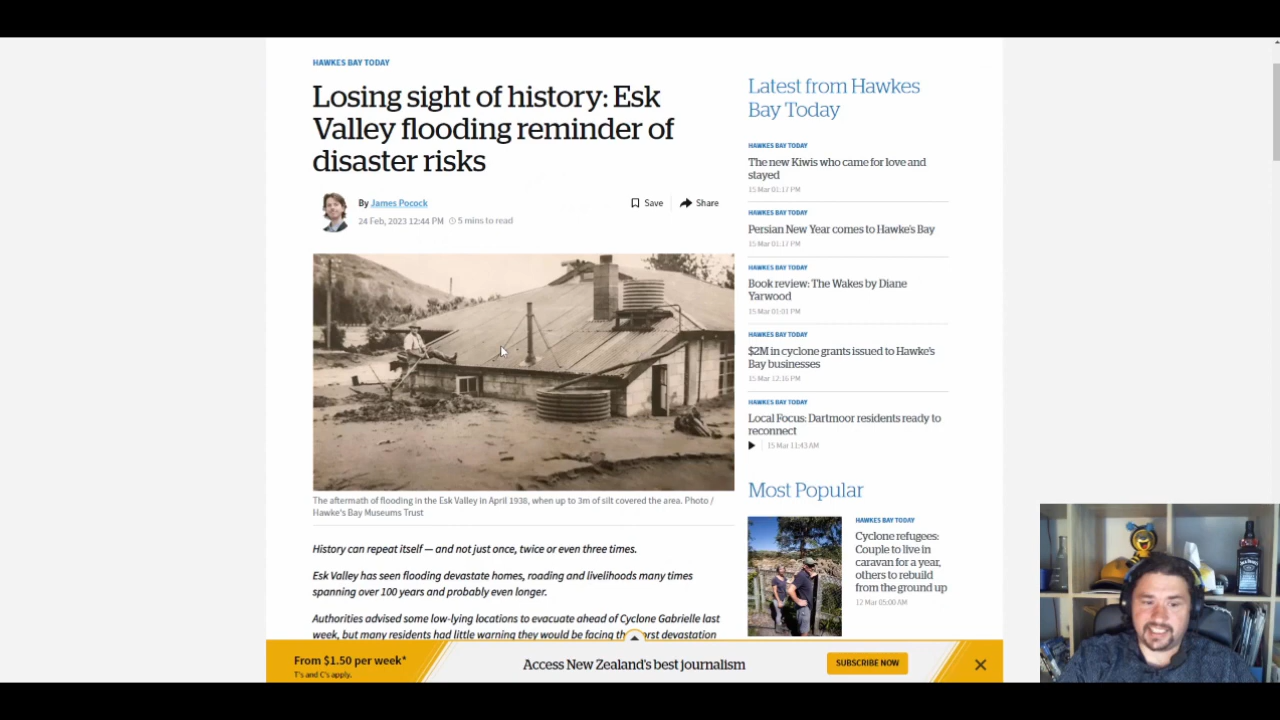 HAWKES BAY TODAY
Losing sight of history: Esk
Valley flooding reminder of
disaster risks
By James Pocock
24 Feb, 2023 12:44 PM 5 mins to read
Save
Share
The aftermath of flooding in the Esk Valley in April 1938, when up to 3m of silt covered the area. Photo /
Hawke's Bay Museums Trust
History can repeat itself — and not just once, twice or even three times.
Esk Valley has seen flooding devastate homes, roading and livelihoods many times
spanning over 100 years and probably even longer.
Authorities advised some low-lying locations to evacuate ahead of Cyclone Gabrielle last
week, but many residents had little warning they would be facing devastation
Latest from Hawkes
Bay Today
HAWKES BAY TODAY
The new Kiwis who came for love and
stayed
15 Mar 01:17 PM
HAWKES BAY TODAY
Persian New Year comes to Hawke's Bay
15 Mar 01:17 PM
HAWKES BAY TODAY
Book review: The Wakes by Diane
Yarwood
15 Mar 01:01 PM
HAWKES BAY TODAY
$2M in cyclone grants issued to Hawke's
Bay businesses
15 Mar 12:16 PM
HAWKES BAY TODAY
Local Focus: Dartmoor residents ready to
reconnect
15 Mar 11:43 AM
Most Popular
HAWKES BAY TODAY
Cyclone refugees:
Couple to live in
caravan for a year,
others to rebuild
from the ground up
12 Mar 05:00 AM
From $1.50 per week*
T's and C's apply.
Access New Zealand's best journalism
SUBSCRIBE NOW